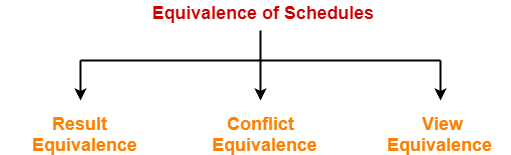 Equivalence of Schedules
Result
Equivalence
Conflict
Equivalence
View
Equivalence